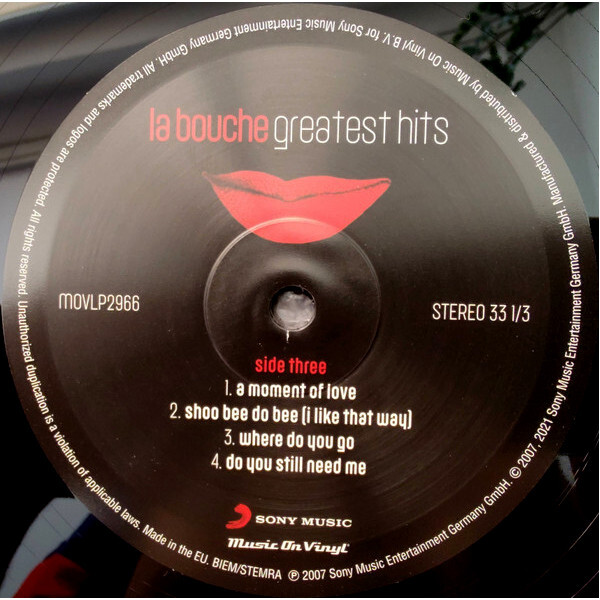 la bouche greatest hits
MOVLP2966
STEREO 33 1/3
side three
1. a moment of love
2. shoo bee do bee (i like that way)
3. where do you go
4. do you still need me
SONY MUSIC
Music On Vinyl
℗ 2007 Sony Music Entertainment Germany GmbH. © 2007, 2021 Sony Music Entertainment Germany GmbH. Manufactured & distributed by Music On Vinyl B.V. for Sony Music Entertainment Germany GmbH. All trademarks and logos are protected. All rights reserved. Unauthorized duplication is a violation of applicable laws. Made in the EU. BIEM/STEMRA